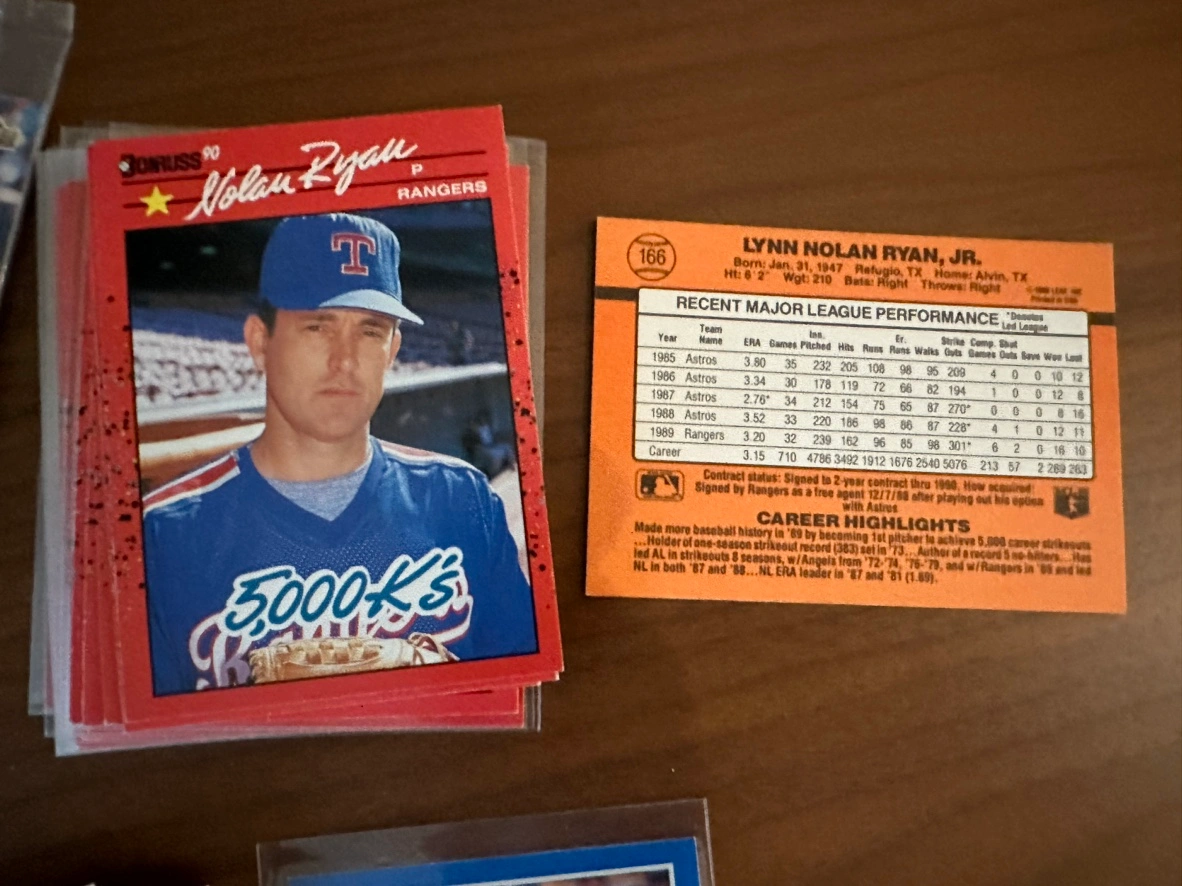 DONRUSS 90
Nolan Ryan
P
RANGERS
T
5,000 K's
166
LYNN NOLAN RYAN, JR.
Born: Jan. 31, 1947 Refugio, TX Home: Alvin, TX
Ht: 6'2" Wgt: 210 Bats: Right Throws: Right
Printed in USA
RECENT MAJOR LEAGUE PERFORMANCE *Denotes Led League
Year Team Name ERA Games Inn. Pitched Hits Runs Er. Runs Walks Strike Outs Comp. Games Shut Outs Save Won Lost
1985 Astros 3.80 35 232 205 108 98 95 209 4 0 0 10 12
1986 Astros 3.34 30 178 119 72 66 82 194 1 0 0 12 8
1987 Astros 2.76* 34 212 154 75 65 87 270* 0 0 0 8 16
1988 Astros 3.52 33 220 186 98 86 87 228* 4 1 0 12 11
1989 Rangers 3.20 32 239 162 96 85 98 301* 6 2 0 16 10
Career 3.15 710 4786 3492 1912 1676 2540 5076 213 57 2 289 263
Contract status: Signed to 2-year contract thru 1990. How acquired:
Signed by Rangers as a free agent 12/7/88 after playing out his option
with Astros
CAREER HIGHLIGHTS
Made more baseball history in '89 by becoming 1st pitcher to achieve 5,000 career strikeouts
...Holder of one-season strikeout record (383) set in '73...Author of a record 5 no-hitters...Has
led AL in strikeouts 8 seasons, w/Angels from '72-'74, '76-'79, and w/Rangers in '89 and led
NL in both '87 and '88...NL ERA leader in '87 and '81 (1.69).